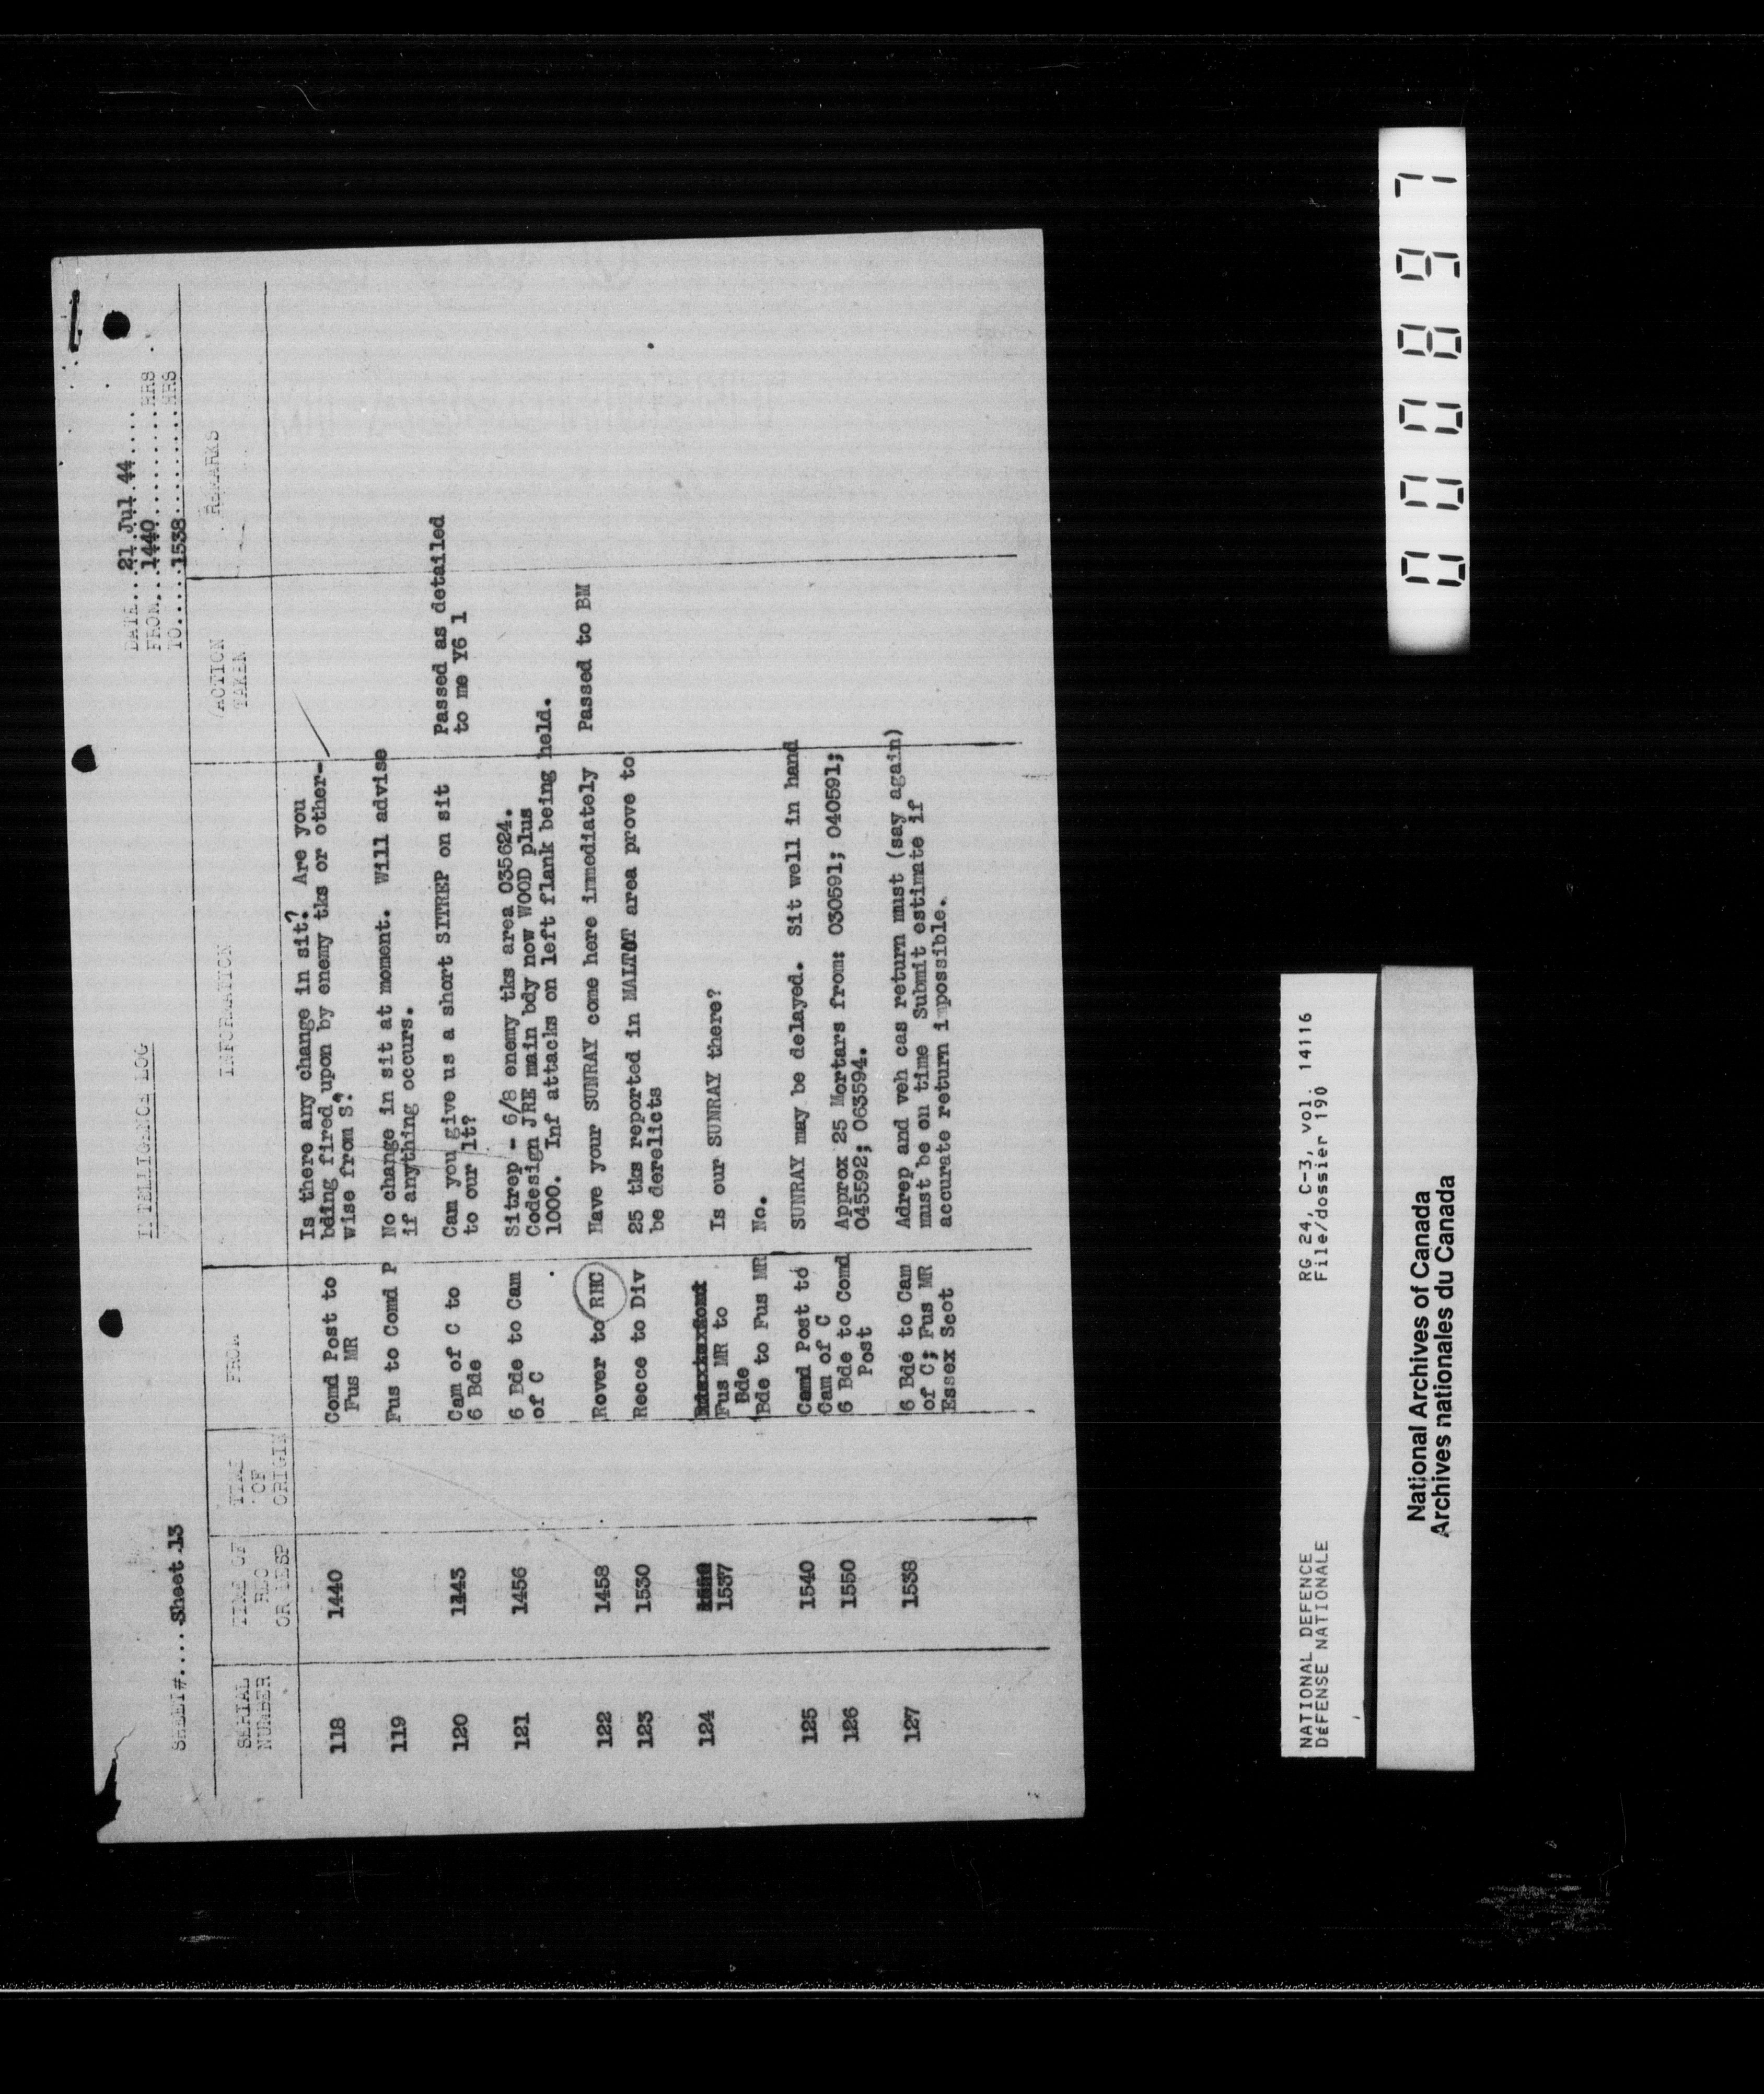 SHEET#....Sheet 13
INTELLIGENCE LOG
DATE...21 Jul 44....
FROM...1440.........HRS
TO.....1538.........HRS
SERIAL NUMBER
TIME OF REC OR DESP
TIME OF ORIGIN
FROM
INFORMATION
ACTION TAKEN
REMARKS
118 1440 Comd Post to Is there any change in sit? Are you
Fus MR bding fired upon by enemy tks or other-
wise from S?
119 Fus to Comd P No change in sit at moment. Will advise
if anything occurs.
120 1443 Cam of C to Can you give us a short SITREP on sit Passed as detailed
6 Bde to our lt? to me Y6 1
121 1456 6 Bde to Cam Sitrep - 6/8 enemy tks area 035624.
of C Codesign JRE main bdy now WOOD plus
1000. Inf attacks on left flank being held.
122 1458 Rover to RHC Have your SUNRAY come here immediately Passed to BM
123 1530 Recce to Div 25 tks reported in MALTOT area prove to
be derelicts
124 1537 Fus MR to Is our SUNRAY there?
Bde
Bde to Fus MR No.
125 1540 Comd Post to SUNRAY may be delayed. Sit well in hand
Cam of C
126 1550 6 Bde to Comd Approx 25 Mortars from: 030591; 040591;
Post 045592; 063594.
127 1538 6 Bde to Cam Adrep and veh cas return must (say again)
of C; Fus MR must be on time Submit estimate if
Essex Scot accurate return impossible.
NATIONAL DEFENCE RG 24, C-3, vol. 14116
DéFENSE NATIONALE File/dossier 190
National Archives of Canada
Archives nationales du Canada
0000897